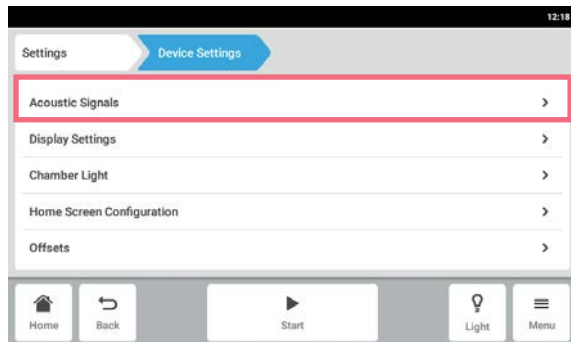 12:18
Settings Device Settings
Acoustic Signals
Display Settings
Chamber Light
Home Screen Configuration
Offsets
Home Back Start Light Menu